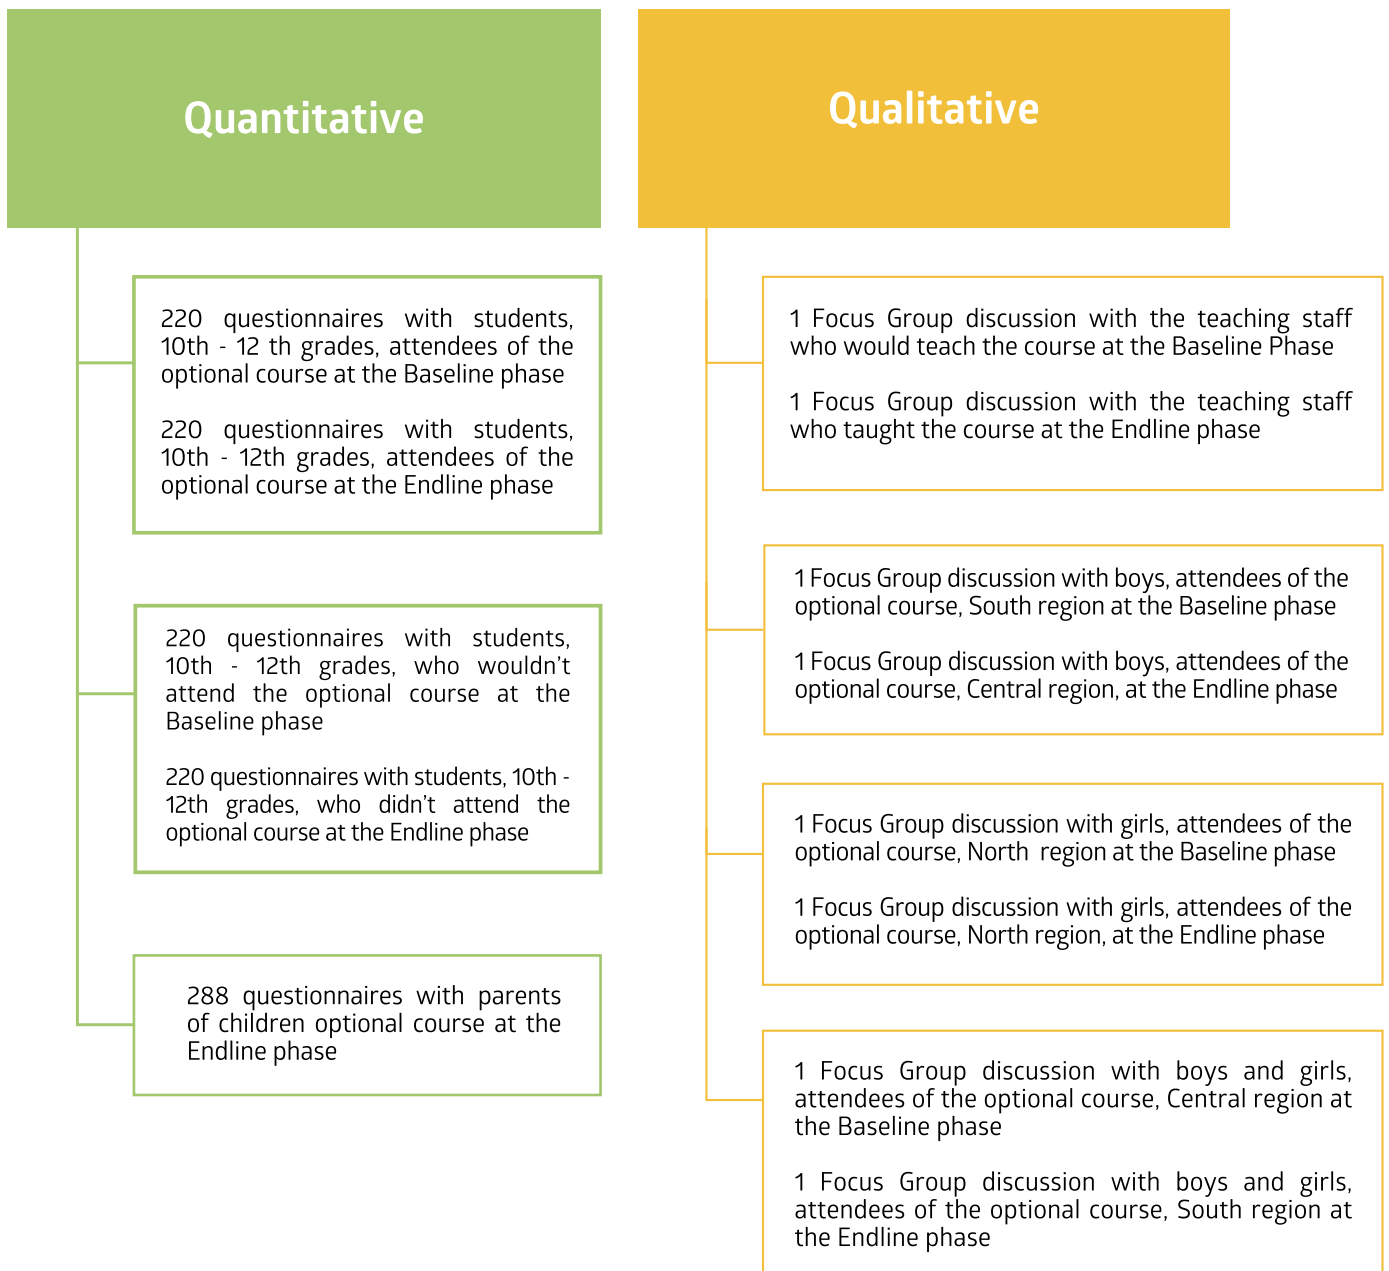 Quantitative
220 questionnaires with students,
10th - 12 th grades, attendees of the
optional course at the Baseline phase
220 questionnaires with students,
10th - 12th grades, attendees of the
optional course at the Endline phase
220 questionnaires with students,
10th - 12th grades, who wouldn't
attend the optional course at the
Baseline phase
220 questionnaires with students, 10th -
12th grades, who didn't attend the
optional course at the Endline phase
288 questionnaires with parents
of children optional course at the
Endline phase
Qualitative
1 Focus Group discussion with the teaching staff
who would teach the course at the Baseline Phase
1 Focus Group discussion with the teaching staff
who taught the course at the Endline phase
1 Focus Group discussion with boys, attendees of the
optional course, South region at the Baseline phase
1 Focus Group discussion with boys, attendees of the
optional course, Central region, at the Endline phase
1 Focus Group discussion with girls, attendees of the
optional course, North region at the Baseline phase
1 Focus Group discussion with girls, attendees of the
optional course, North region, at the Endline phase
1 Focus Group discussion with boys and girls,
attendees of the optional course, Central region at
the Baseline phase
1 Focus Group discussion with boys and girls,
attendees of the optional course, South region at
the Endline phase